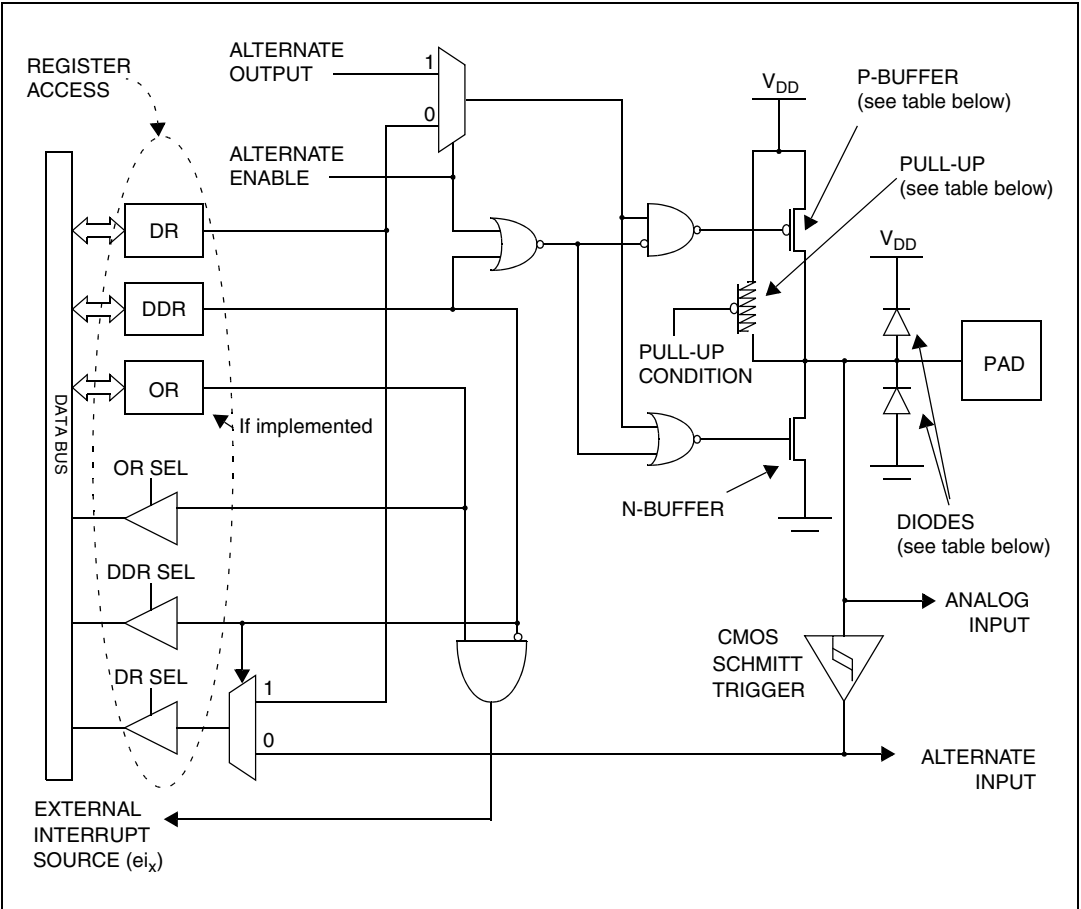 REGISTER
ACCESS
ALTERNATE
OUTPUT
1
0
ALTERNATE
ENABLE
VDD
P-BUFFER
(see table below)
PULL-UP
(see table below)
VDD
DR
DDR
OR
If implemented
DATA BUS
PULL-UP
CONDITION
PAD
N-BUFFER
DIODES
(see table below)
OR SEL
DDR SEL
DR SEL
1
0
ANALOG
INPUT
CMOS
SCHMITT
TRIGGER
ALTERNATE
INPUT
EXTERNAL
INTERRUPT
SOURCE (eix)